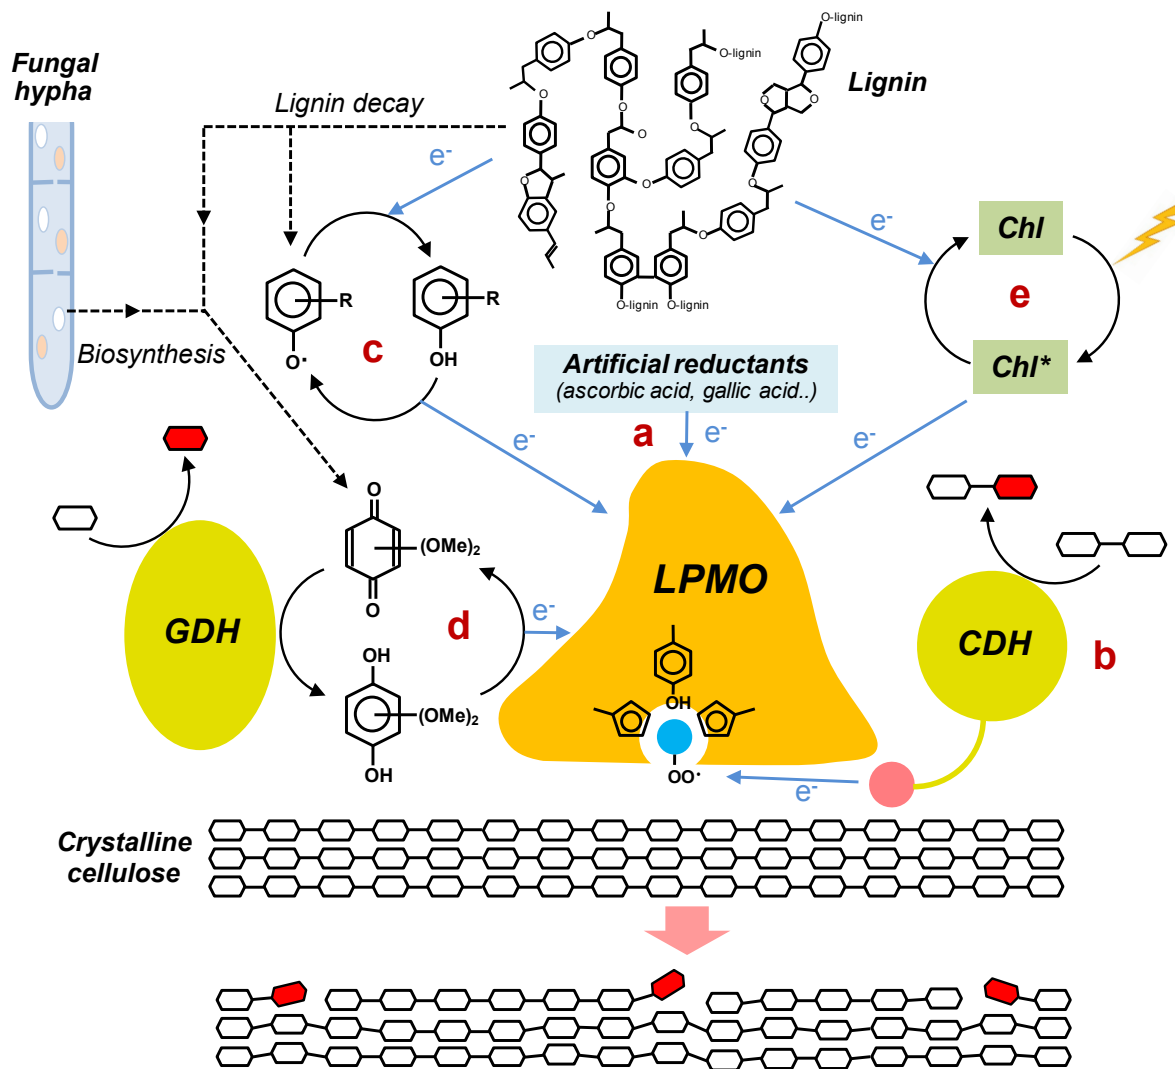 Fungal
hypha
Lignin decay
Lignin
O-lignin
O-lignin
O
O
O
O
O
O
O
O
O
O
O
O
O
O
O-lignin
O-lignin
e-
e-
Chl
e
Chl*
R
R
O·
OH
c
Biosynthesis
Artificial reductants
(ascorbic acid, gallic acid..)
a
e-
e-
e-
O
(OMe)2
O
GDH
d
e-
OH
(OMe)2
OH
LPMO
OH
OO·
CDH
b
e-
Crystalline
cellulose